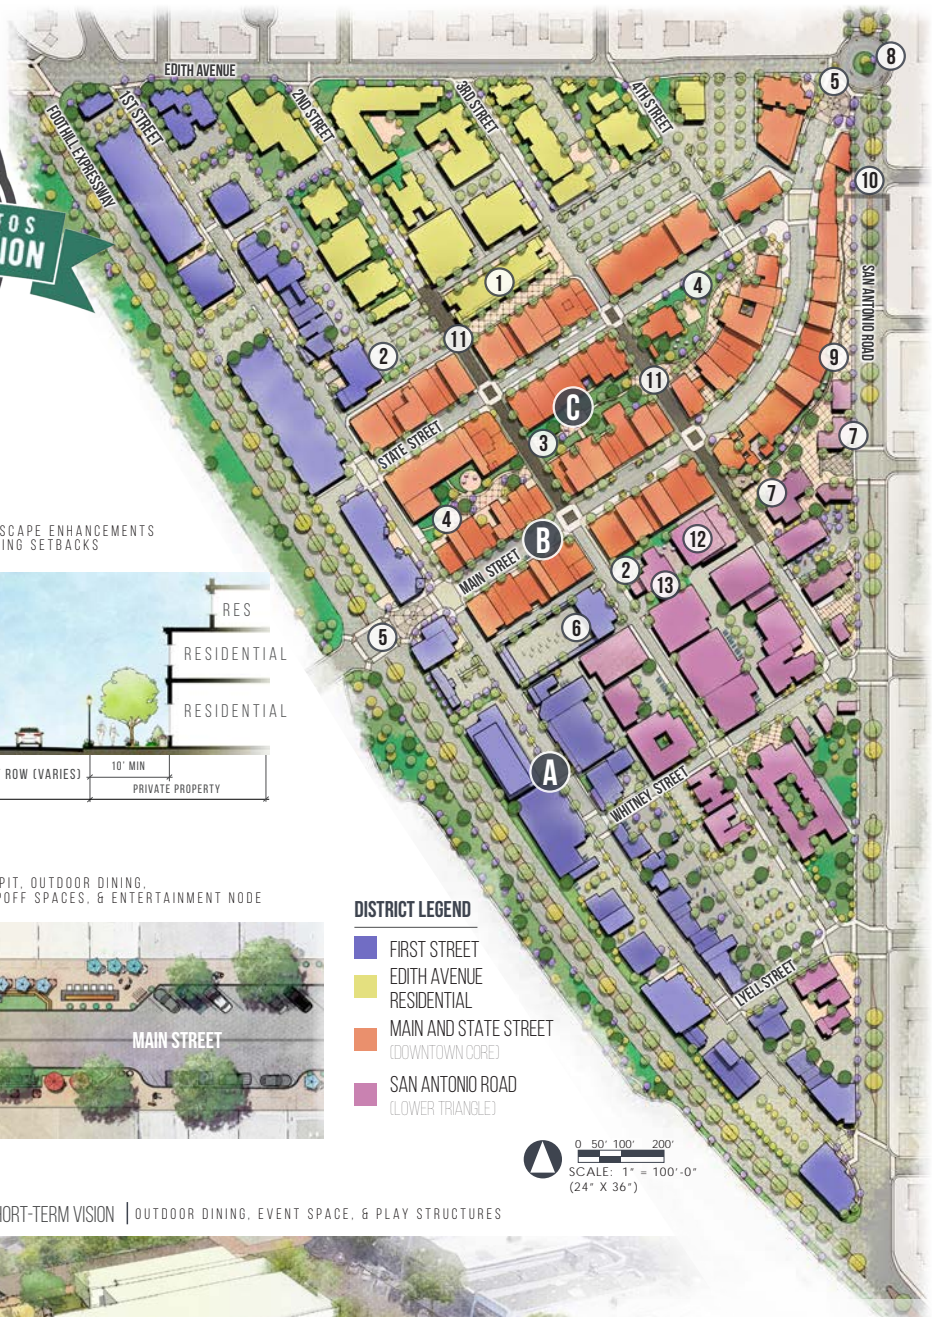 EDITH AVENUE
8
5
FOOTHILL EXPRESSWAY
1ST STREET
2ND STREET
3RD STREET
4TH STREET
10
TOS
ION
SAN ANTONIO ROAD
1
4
11
2
9
11
C
7
STATE STREET
3
7
4
B
12
MAIN STREET
2
13
5
6
A
WHITNEY STREET
LYELL STREET
SCAPE ENHANCEMENTS
ING SETBACKS
RES
RESIDENTIAL
RESIDENTIAL
ROW (VARIES)
10' MIN
PRIVATE PROPERTY
PIT, OUTDOOR DINING,
POFF SPACES, & ENTERTAINMENT NODE
MAIN STREET
DISTRICT LEGEND
FIRST STREET
EDITH AVENUE
RESIDENTIAL
MAIN AND STATE STREET
(DOWNTOWN CORE)
SAN ANTONIO ROAD
(LOWER TRIANGLE)
0 50' 100' 200'
SCALE: 1" = 100'-0"
(24" X 36")
HORT-TERM VISION | OUTDOOR DINING, EVENT SPACE, & PLAY STRUCTURES